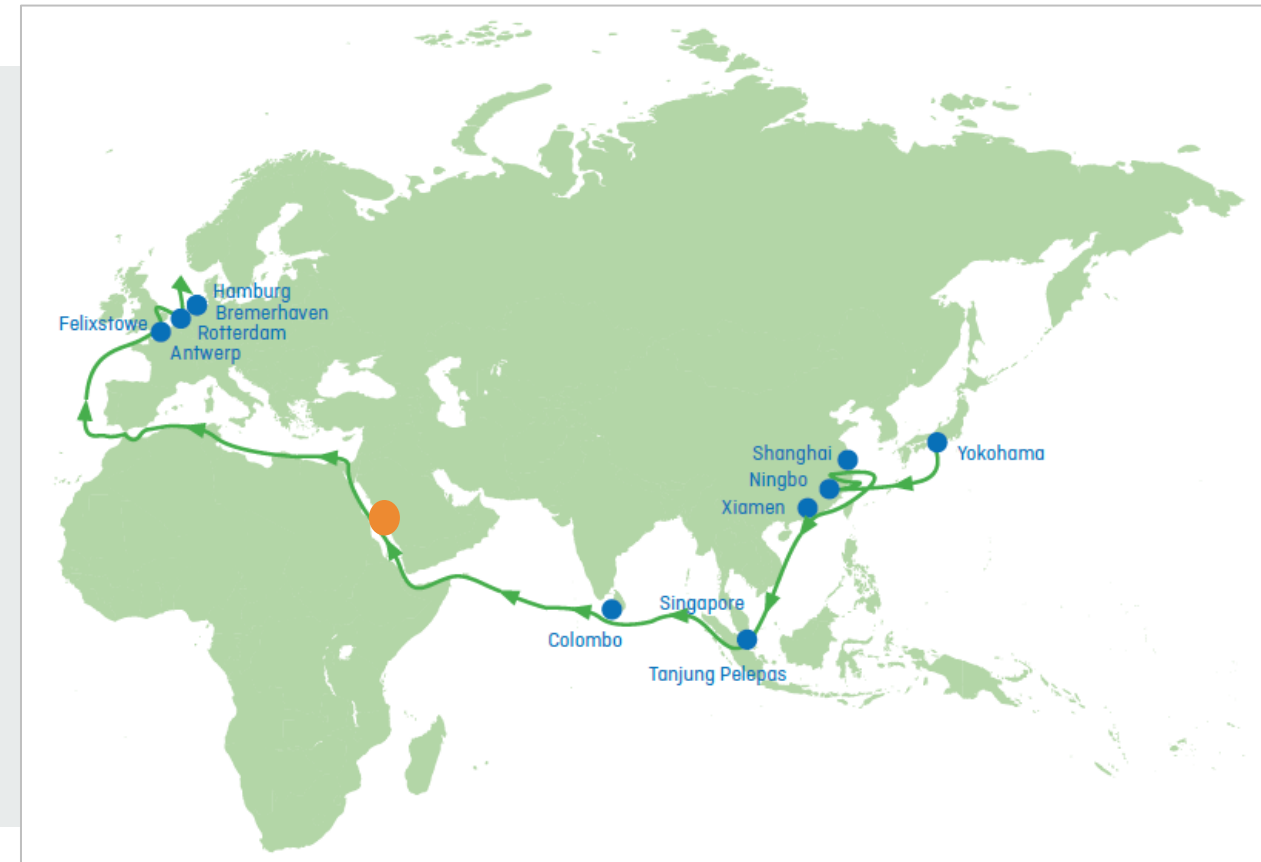 Hamburg
Bremerhaven
Felixstowe
Rotterdam
Antwerp
Shanghai
Yokohama
Ningbo
Xiamen
Singapore
Colombo
Tanjung Pelepas